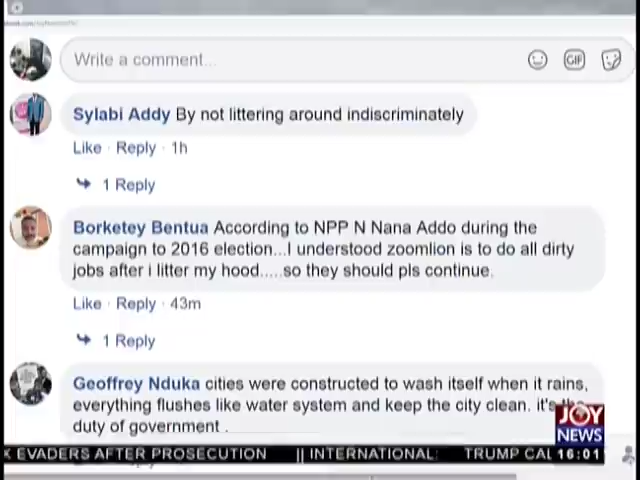 Write a comment...
GIF
Sylabi Addy By not littering around indiscriminately
Like · Reply · 1h
1 Reply
Borketey Bentua According to NPP N Nana Addo during the
campaign to 2016 election...I understood zoomlion is to do all dirty
jobs after i litter my hood.....so they should pls continue.
Like · Reply · 43m
1 Reply
Geoffrey Nduka cities were constructed to wash itself when it rains,
everything flushes like water system and keep the city clean. it's the
duty of government .
JOY
NEWS
K EVADERS AFTER PROSECUTION || INTERNATIONAL: TRUMP CAL 16:01